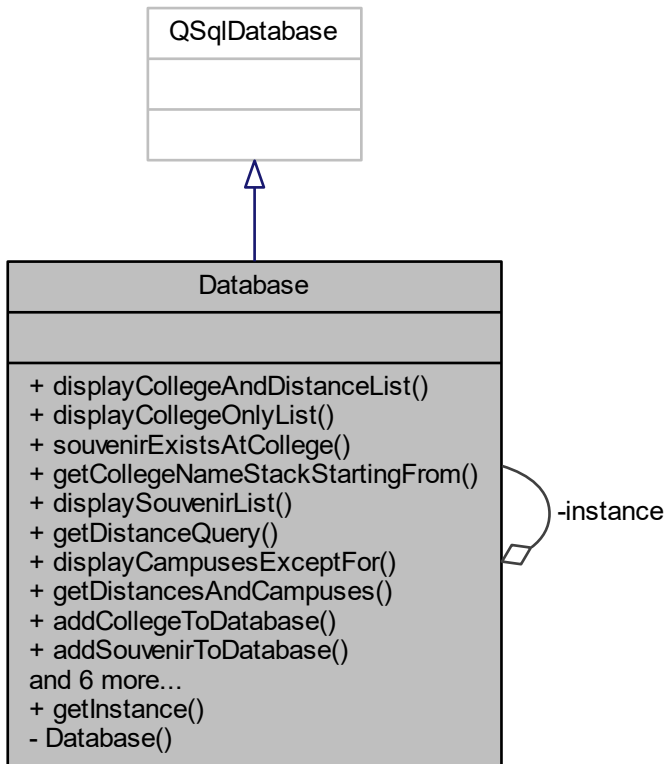 QSqlDatabase
Database
+ displayCollegeAndDistanceList()
+ displayCollegeOnlyList()
+ souvenirExistsAtCollege()
+ getCollegeNameStackStartingFrom()
+ displaySouvenirList()
+ getDistanceQuery()
+ displayCampusesExceptFor()
+ getDistancesAndCampuses()
+ addCollegeToDatabase()
+ addSouvenirToDatabase()
and 6 more...
+ getInstance()
- Database()
-instance